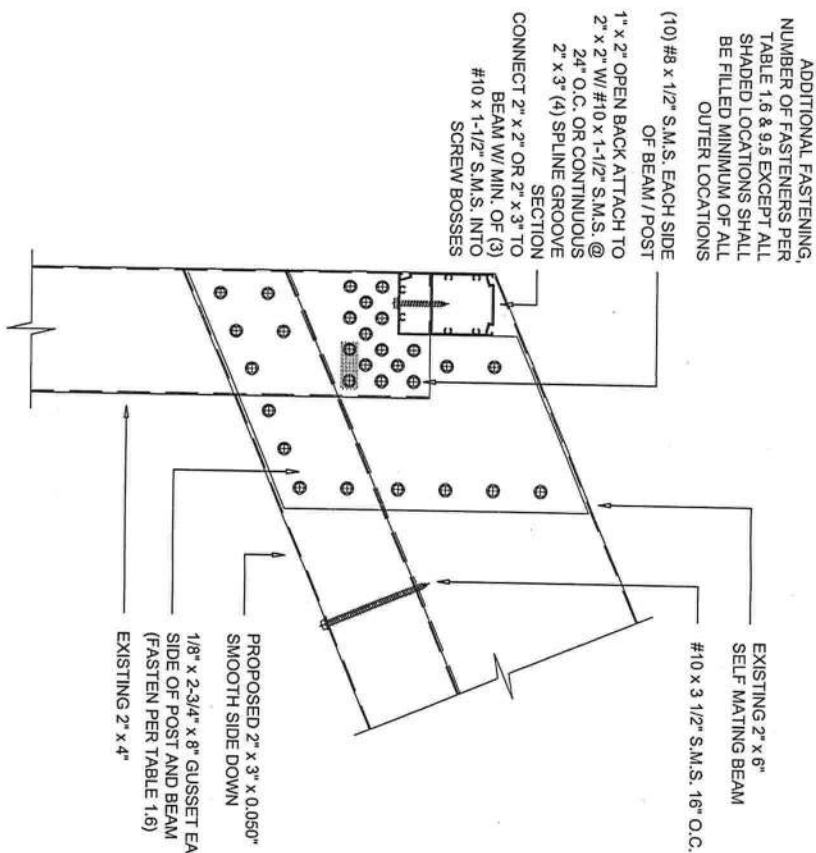 ADDITIONAL FASTENING,
NUMBER OF FASTENERS PER
TABLE 1.6 & 9.5 EXCEPT ALL
SHADED LOCATIONS SHALL
BE FILLED MINIMUM OF ALL
OUTER LOCATIONS
(10) #8 x 1/2" S.M.S. EACH SIDE
OF BEAM / POST
1" x 2" OPEN BACK ATTACH TO
2" x 2" W/ #10 x 1-1/2" S.M.S. @
24" O.C. OR CONTINUOUS
2" x 3" (4) SPLINE GROOVE
SECTION
CONNECT 2" x 2" OR 2" x 3" TO
BEAM W/ MIN. OF (3)
#10 x 1-1/2" S.M.S. INTO
SCREW BOSSES
EXISTING 2" x 6"
SELF MATING BEAM
#10 x 3 1/2" S.M.S. 16" O.C.
PROPOSED 2" x 3" x 0.050"
SMOOTH SIDE DOWN
1/8" x 2-3/4" x 8" GUSSET EA
SIDE OF POST AND BEAM
(FASTEN PER TABLE 1.6)
EXISTING 2" x 4"